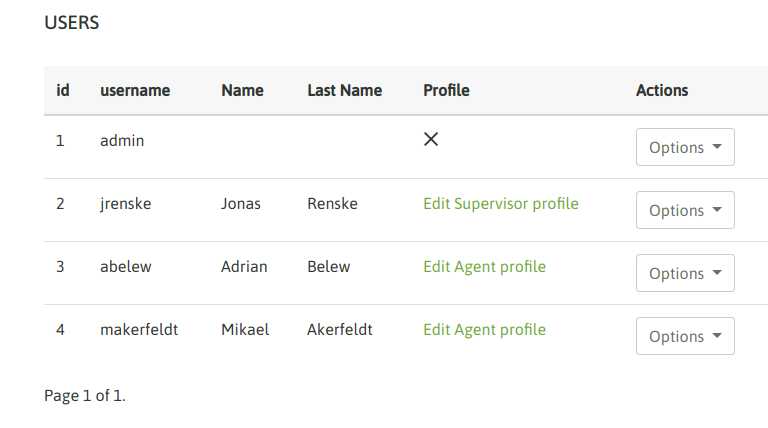 USERS
id username Name Last Name Profile Actions
1 admin Options
2 jrenske Jonas Renske Edit Supervisor profile Options
3 abelew Adrian Belew Edit Agent profile Options
4 makerfeldt Mikael Akerfeldt Edit Agent profile Options
Page 1 of 1.